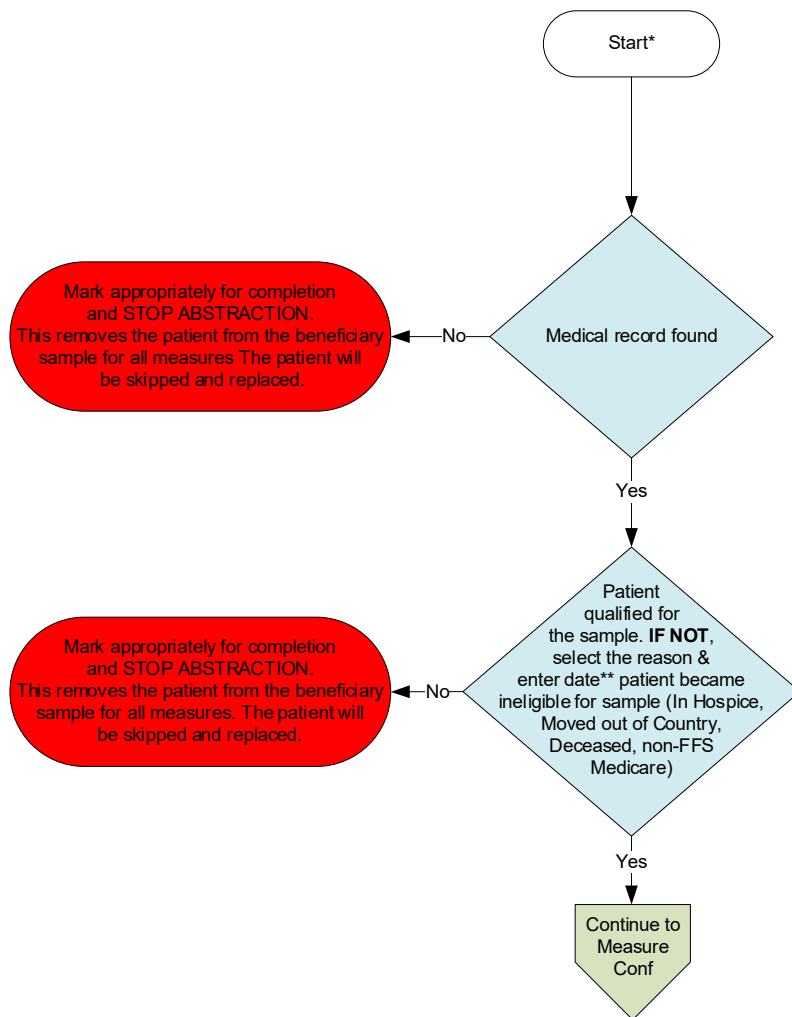 Start*
Mark appropriately for completion
and STOP ABSTRACTION.
This removes the patient from the beneficiary
sample for all measures The patient will
be skipped and replaced.
No
Medical record found
Yes
Mark appropriately for completion
and STOP ABSTRACTION.
This removes the patient from the beneficiary
sample for all measures. The patient will
be skipped and replaced.
No
Patient
qualified for
the sample. IF NOT,
select the reason &
enter date** patient became
ineligible for sample (In Hospice,
Moved out of Country,
Deceased, non-FFS
Medicare)
Yes
Continue to
Measure
Conf